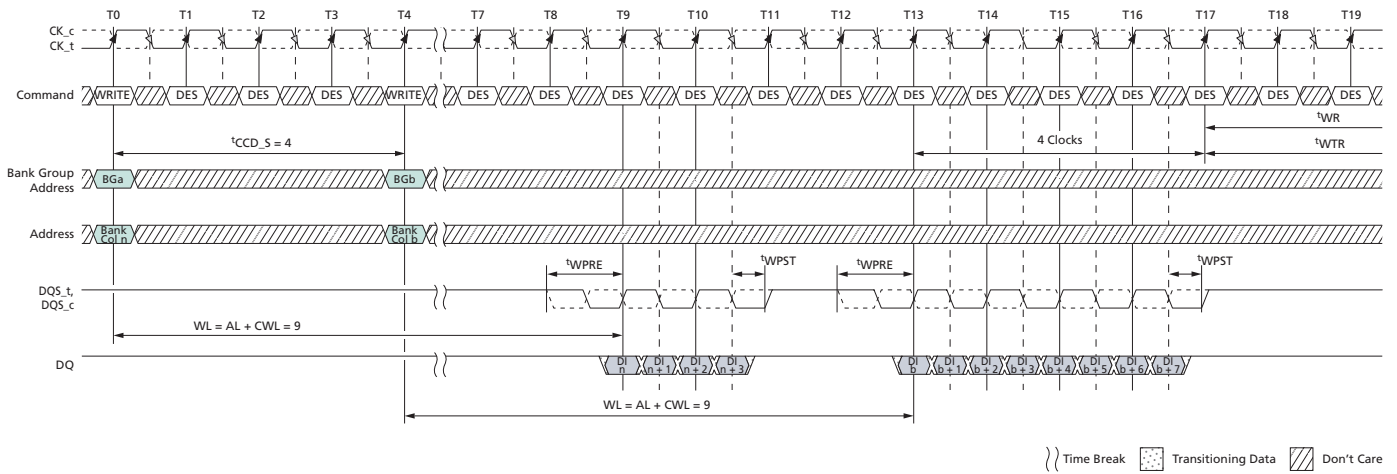 T0 T1 T2 T3 T4 T7 T8 T9 T10 T11 T12 T13 T14 T15 T16 T17 T18 T19
CK_c
CK_t
Command WRITE DES DES DES WRITE DES DES DES DES DES DES DES DES DES DES DES DES DES
tWR
tCCD_S = 4 4 Clocks tWTR
Bank Group
Address BGa BGb
Address Bank
Col n Bank
Col b
tWPRE tWPST tWPRE tWPST
DQS_t,
DQS_c
WL = AL + CWL = 9
DQ DI
n DI
n + 1 DI
n + 2 DI
n + 3 DI
b DI
b + 1 DI
b + 2 DI
b + 3 DI
b + 4 DI
b + 5 DI
b + 6 DI
b + 7
WL = AL + CWL = 9
Time Break Transitioning Data Don't Care